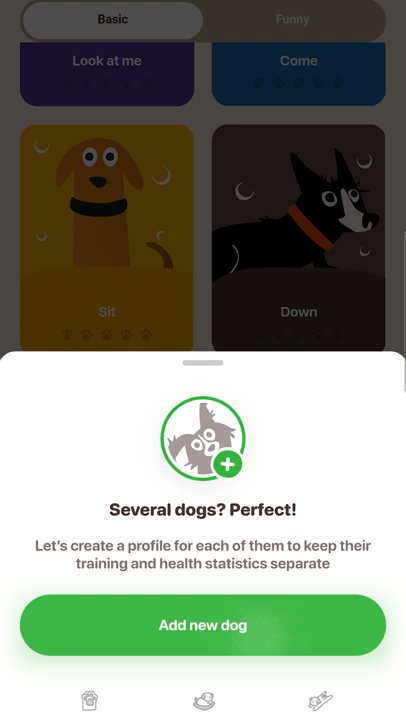 Basic
Funny
Look at me
Come
Sit
Down
Several dogs? Perfect!
Let's create a profile for each of them to keep their
training and health statistics separate
Add new dog